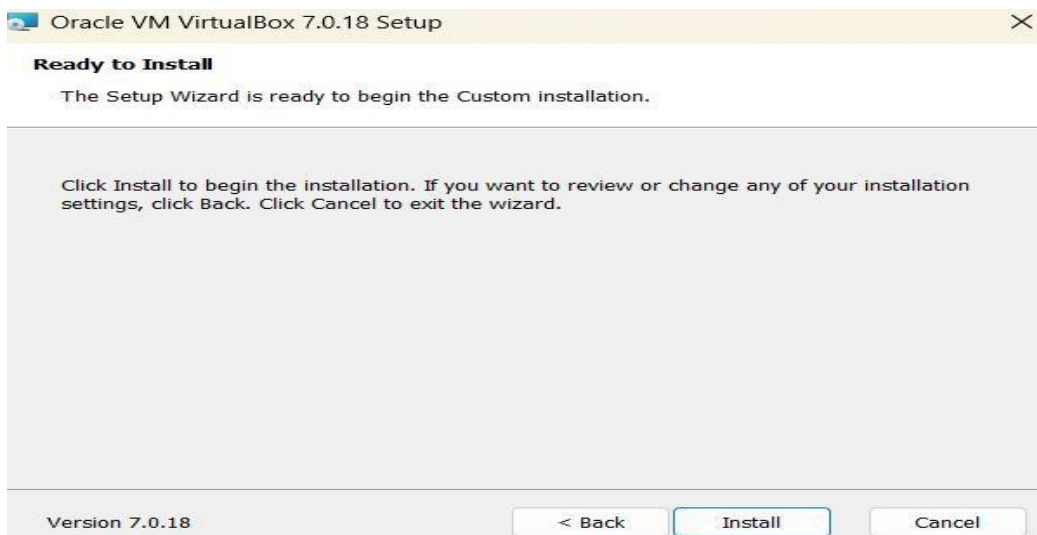 Oracle VM VirtualBox 7.0.18 Setup
Ready to Install
The Setup Wizard is ready to begin the Custom installation.
Click Install to begin the installation. If you want to review or change any of your installation
settings, click Back. Click Cancel to exit the wizard.
Version 7.0.18
< Back
Install
Cancel